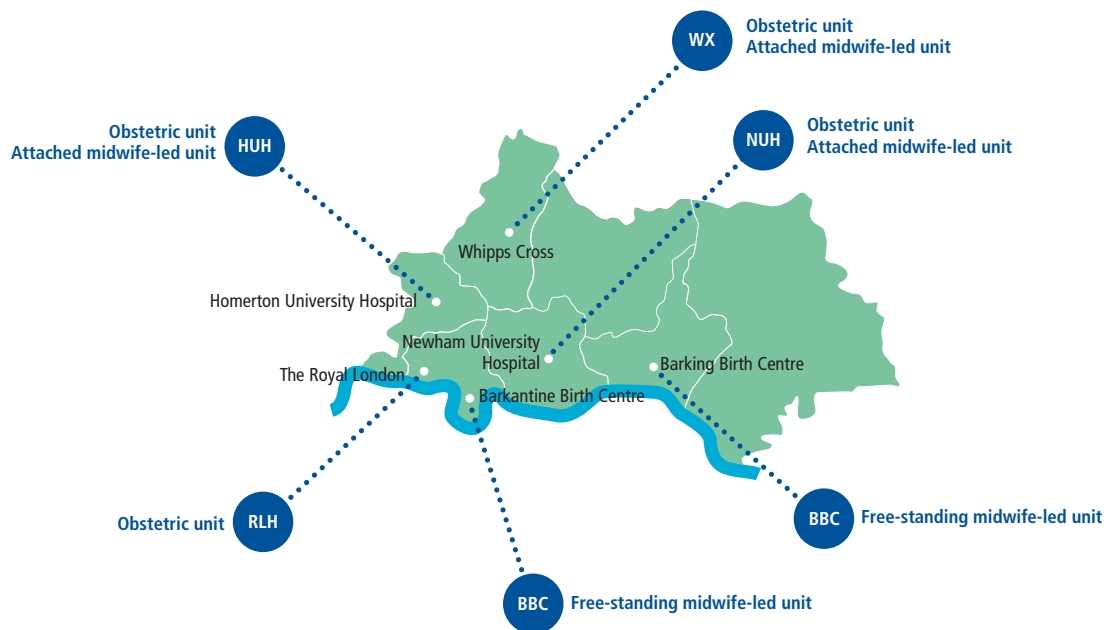 WX
Obstetric unit
Attached midwife-led unit
NUH
Obstetric unit
Attached midwife-led unit
Obstetric unit
Attached midwife-led unit
HUH
Whipps Cross
Homerton University Hospital
Newham University
Hospital
The Royal London
Barking Birth Centre
Barkantine Birth Centre
Obstetric unit
RLH
BBC
Free-standing midwife-led unit
BBC
Free-standing midwife-led unit